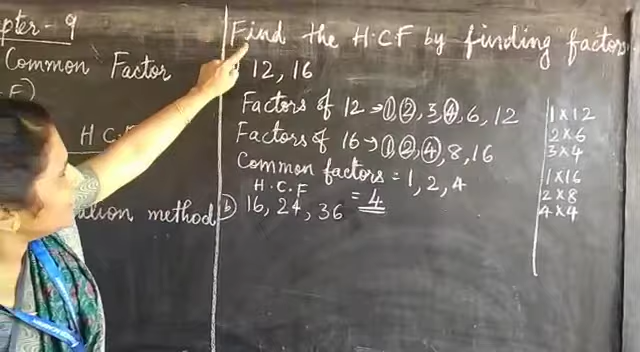 pter - 9
Common Factor
F)
H C F
ation method
Find the H.C.F by finding factors
12, 16
Factors of 12 → 1, 2, 3, 4, 6, 12
Factors of 16 → 1, 2, 4, 8, 16
Common factors = 1, 2, 4
H.C.F = 4
b) 16, 24, 36
1 x 12
2 x 6
3 x 4
1 x 16
2 x 8
4 x 4